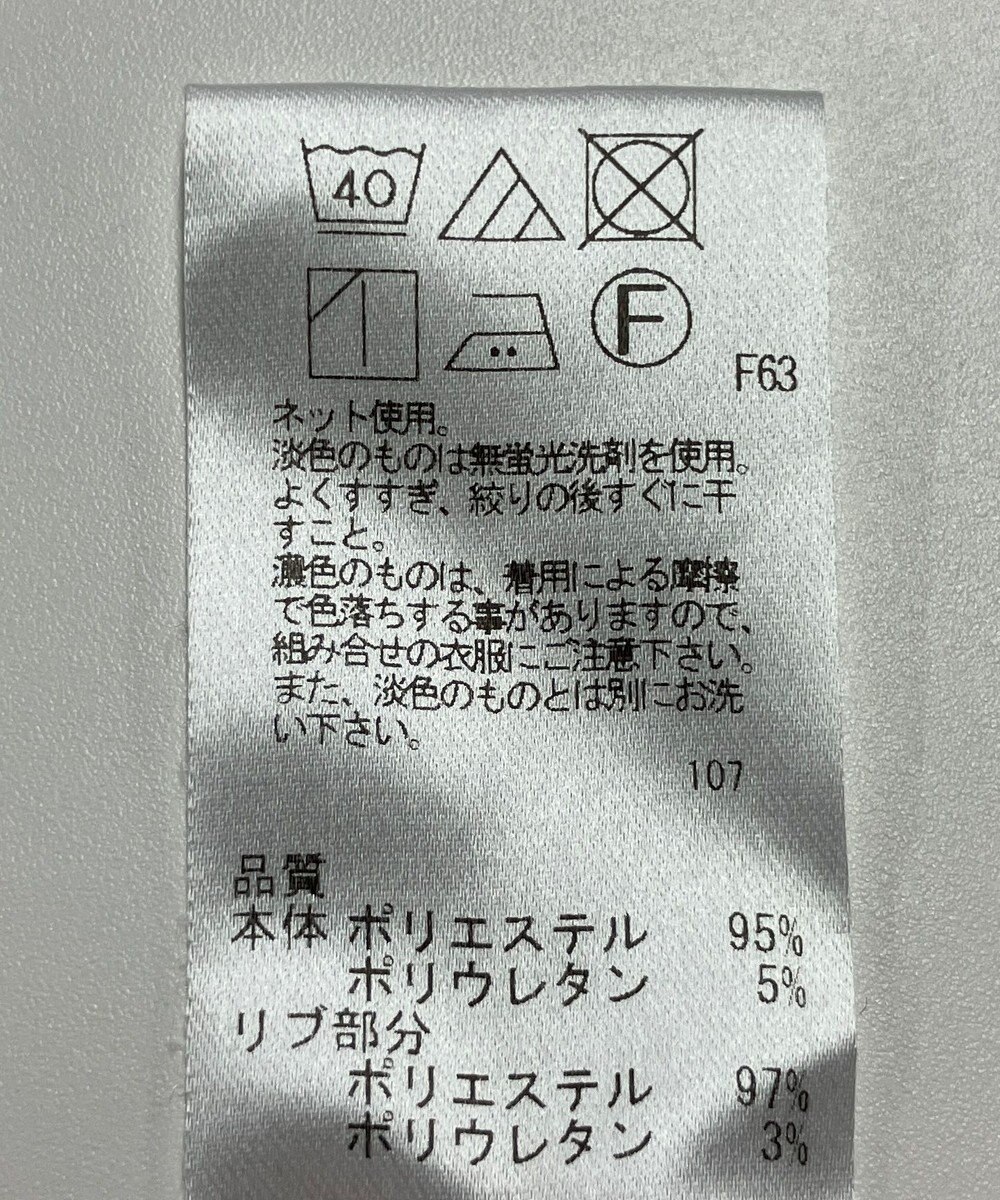 40
F
F63
ネット使用。
淡色のものは無蛍光洗剤を使用。
よくすすぎ、絞りの後すぐに干
すこと。
濃色のものは、着用による摩擦
で色落ちする事がありますので、
組み合せの衣服にご注意下さい。
また、淡色のものとは別にお洗
い下さい。
107
品質
本体 ポリエステル 95%
ポリウレタン 5%
リブ部分
ポリエステル 97%
ポリウレタン 3%